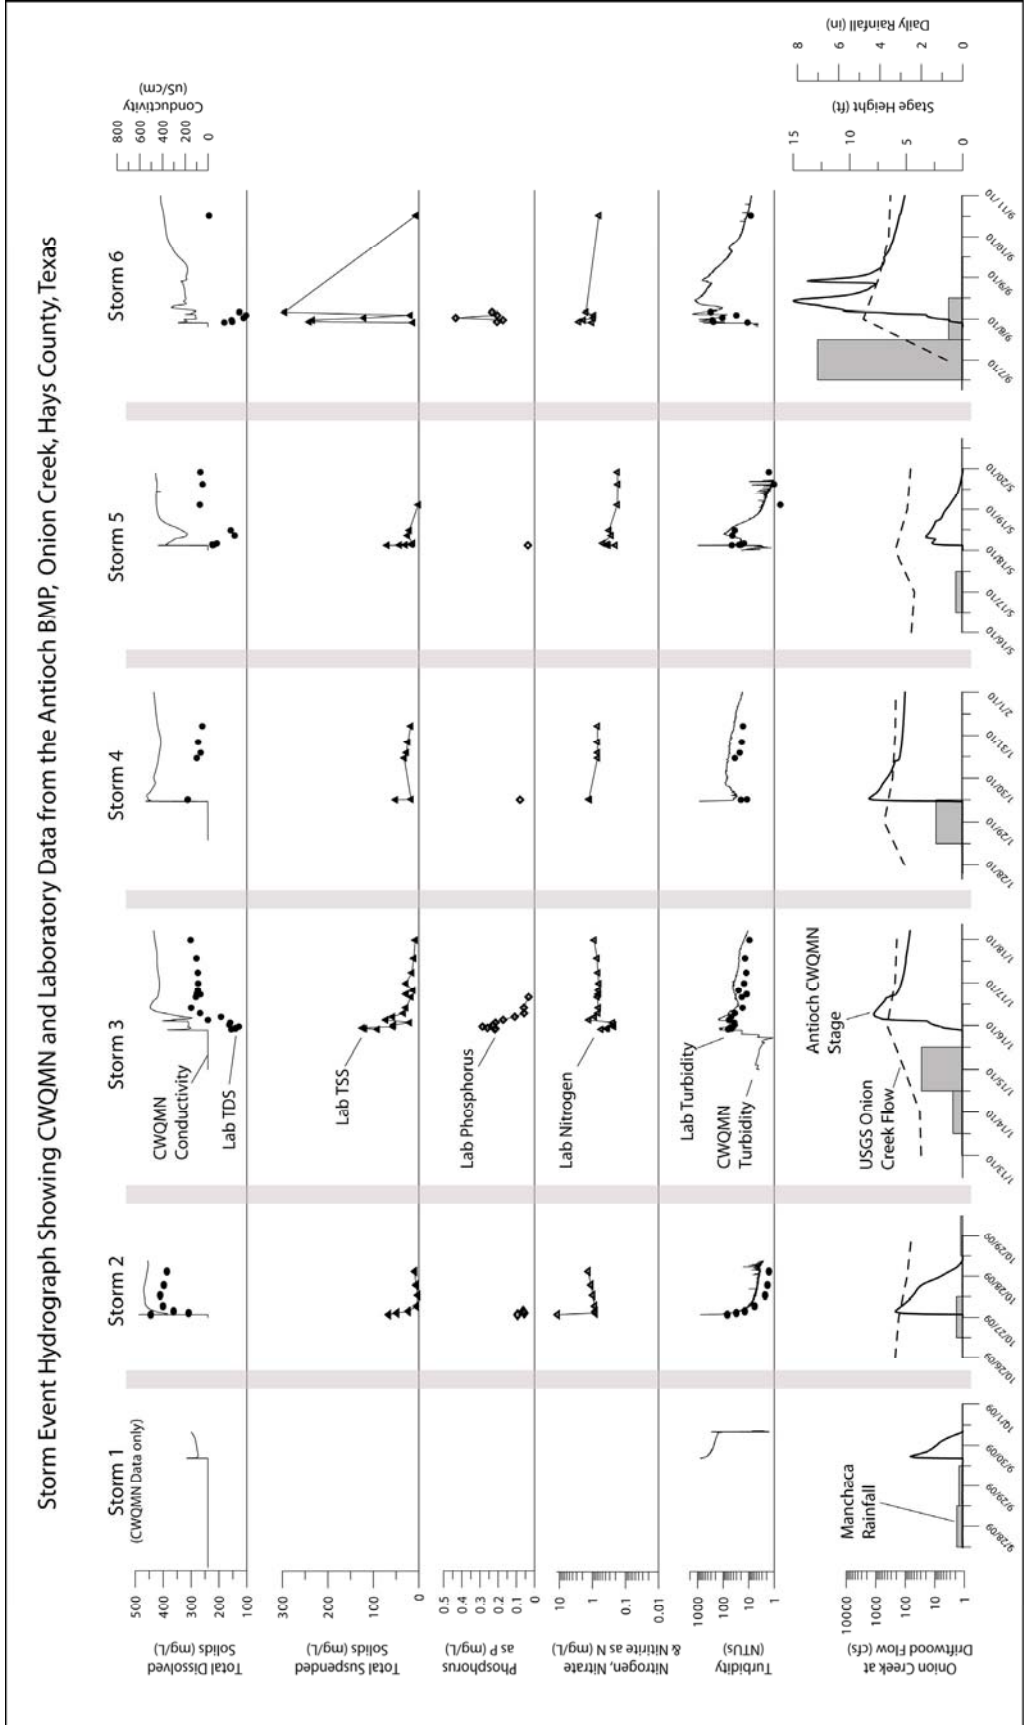 Storm Event Hydrograph Showing CWQMN and Laboratory Data from the Antioch BMP, Onion Creek, Hays County, Texas
Storm 1
(CWQMN Data only)
Storm 2
Storm 3
Storm 4
Storm 5
Storm 6
Total Dissolved
Solids (mg/L)
500
400
300
200
100
0
CWQMN
Conductivity
Lab TDS
Conductivity
(uS/cm)
800
600
400
200
0
Total Suspended
Solids (mg/L)
300
200
100
0
Lab TSS
Phosphorus
as P (mg/L)
0.5
0.4
0.3
0.2
0.1
0
Lab Phosphorus
Nitrogen, Nitrate
& Nitirite as N (mg/L)
10
1
0.1
0.01
Lab Nitrogen
Turbidity
(NTUs)
1000
100
10
1
Lab Turbidity
CWQMN
Turbidity
Onion Creek at
Driftwood Flow (cfs)
10000
1000
100
10
1
Manchaca
Rainfall
USGS Onion
Creek Flow
Antioch CWQMN
Stage
Stage Height (ft)
15
10
5
0
Daily Rainfall (in)
8
6
4
2
0
9/28/09
9/29/09
9/30/09
10/1/09
10/26/09
10/27/09
10/28/09
10/29/09
1/13/10
1/14/10
1/15/10
1/16/10
1/17/10
1/18/10
1/28/10
1/29/10
1/30/10
1/31/10
2/1/10
5/16/10
5/17/10
5/18/10
5/19/10
5/20/10
9/7/10
9/8/10
9/9/10
9/10/10
9/11/10